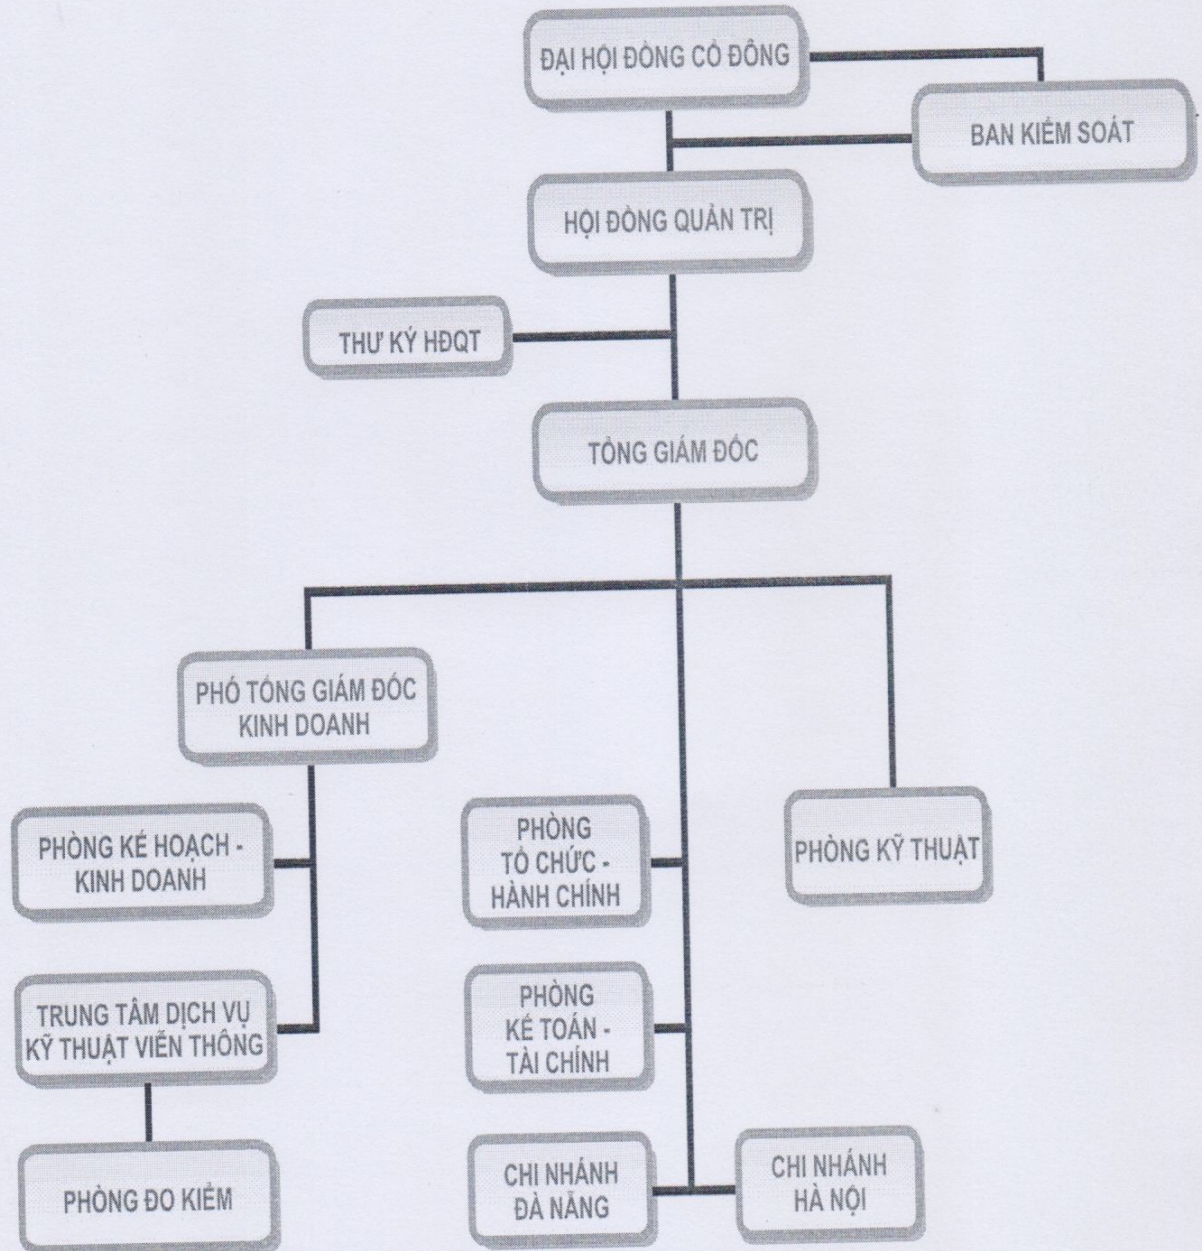 ĐẠI HỘI ĐỒNG CỔ ĐÔNG
BAN KIỂM SOÁT
HỘI ĐỒNG QUẢN TRỊ
THƯ KÝ HĐQT
TỔNG GIÁM ĐỐC
PHÓ TỔNG GIÁM ĐỐC
KINH DOANH
PHÒNG KẾ HOẠCH -
KINH DOANH
PHÒNG
TỔ CHỨC -
HÀNH CHÍNH
PHÒNG KỸ THUẬT
TRUNG TÂM DỊCH VỤ
KỸ THUẬT VIỄN THÔNG
PHÒNG
KẾ TOÁN -
TÀI CHÍNH
PHÒNG ĐO KIỂM
CHI NHÁNH
ĐÀ NẴNG
CHI NHÁNH
HÀ NỘI